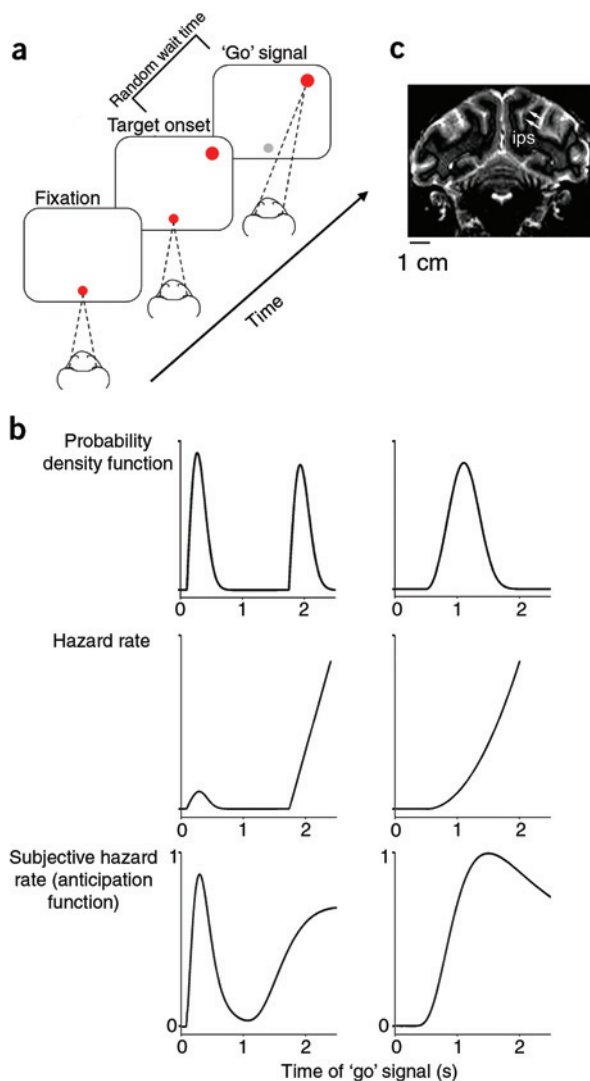 a
Random wait time
'Go' signal
Target onset
Fixation
Time
c
ips
1 cm
b
Probability
density function
0 1 2
0 1 2
Hazard rate
0 1 2
0 1 2
Subjective hazard
rate (anticipation
function)
1
0
0 1 2
1
0
0 1 2
Time of 'go' signal (s)